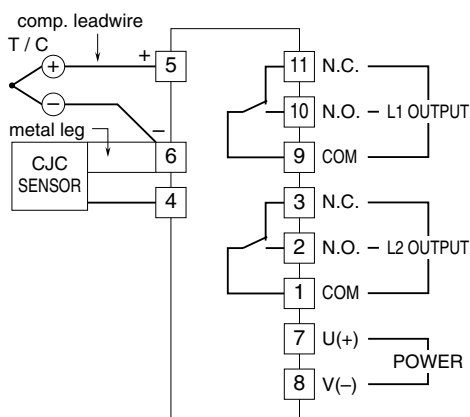 comp. leadwire
T / C
+
+
5
−
−
metal leg
6
CJC
SENSOR
4
11 N.C.
10 N.O. L1 OUTPUT
9 COM
3 N.C.
2 N.O. L2 OUTPUT
1 COM
7 U(+)
POWER
8 V(–)